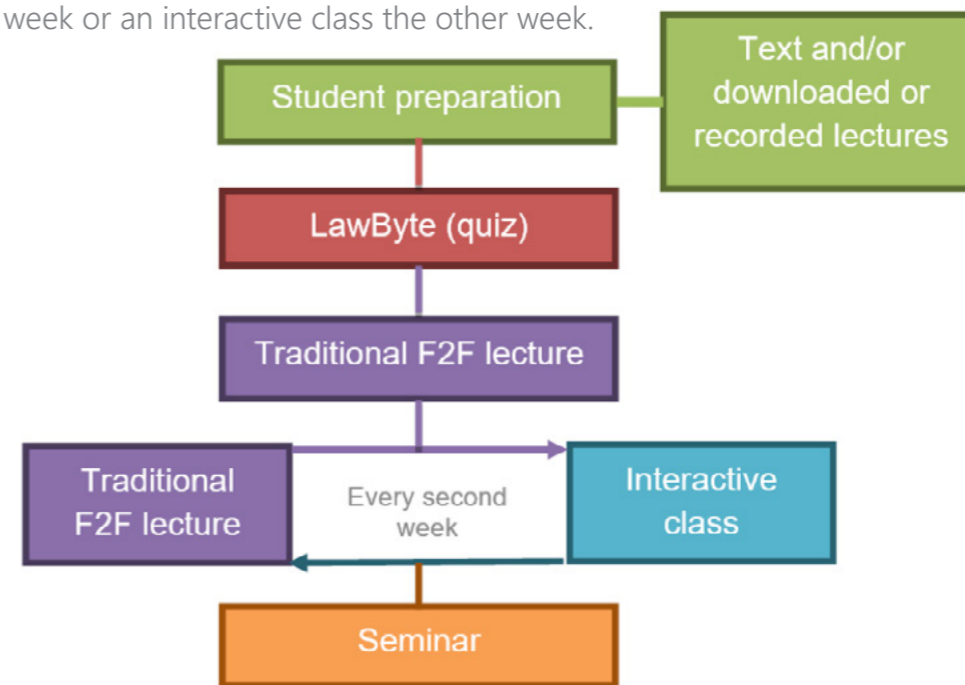 week or an interactive class the other week.
Student preparation
Text and/or
downloaded or
recorded lectures
LawByte (quiz)
Traditional F2F lecture
Traditional
F2F lecture
Every second
week
Interactive
class
Seminar